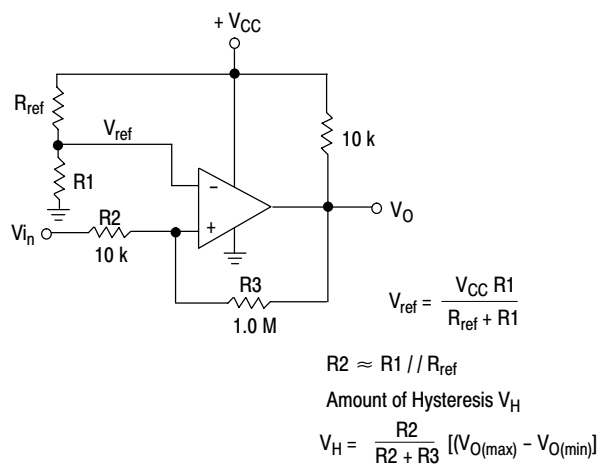 + VCC
Rref
Vref
10 k
R1
–
+
VO
Vin
R2
10 k
R3
1.0 M
Vref = VCC R1 / Rref + R1
R2 ≈ R1 // Rref
Amount of Hysteresis VH
VH = R2 / R2 + R3 [(VO(max) – VO(min)]